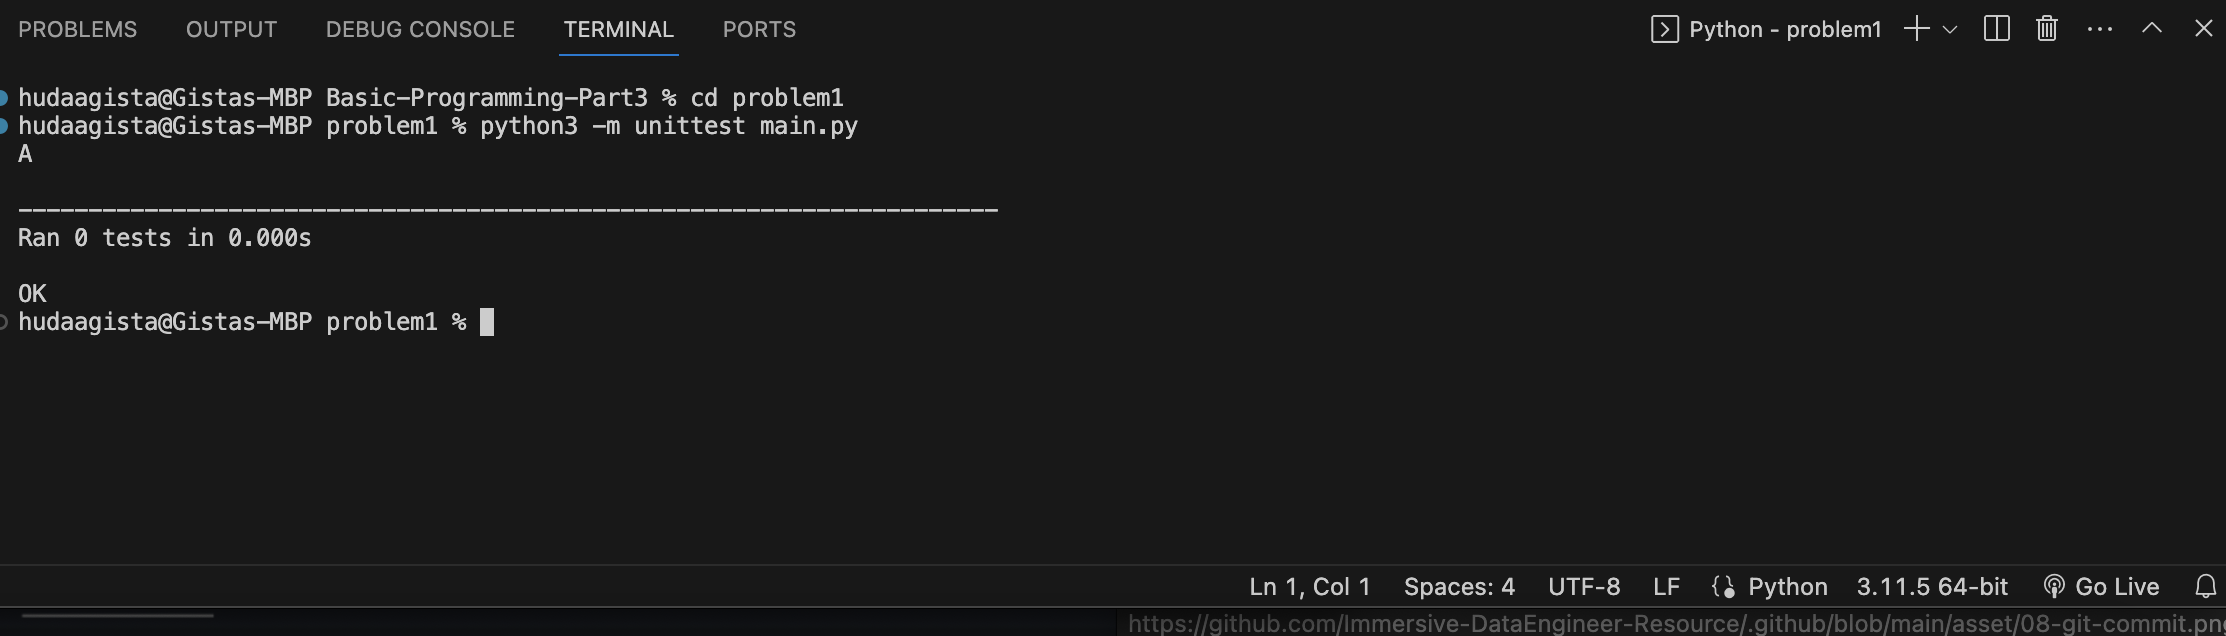 PROBLEMS OUTPUT DEBUG CONSOLE TERMINAL PORTS Python - problem1
hudaagista@Gistas-MBP Basic-Programming-Part3 % cd problem1
hudaagista@Gistas-MBP problem1 % python3 -m unittest main.py
A
----------------------------------------------------------------------
Ran 0 tests in 0.000s
OK
hudaagista@Gistas-MBP problem1 %
Ln 1, Col 1 Spaces: 4 UTF-8 LF Python 3.11.5 64-bit Go Live
https://github.com/Immersive-DataEngineer-Resource/.github/blob/main/asset/08-git-commit.png